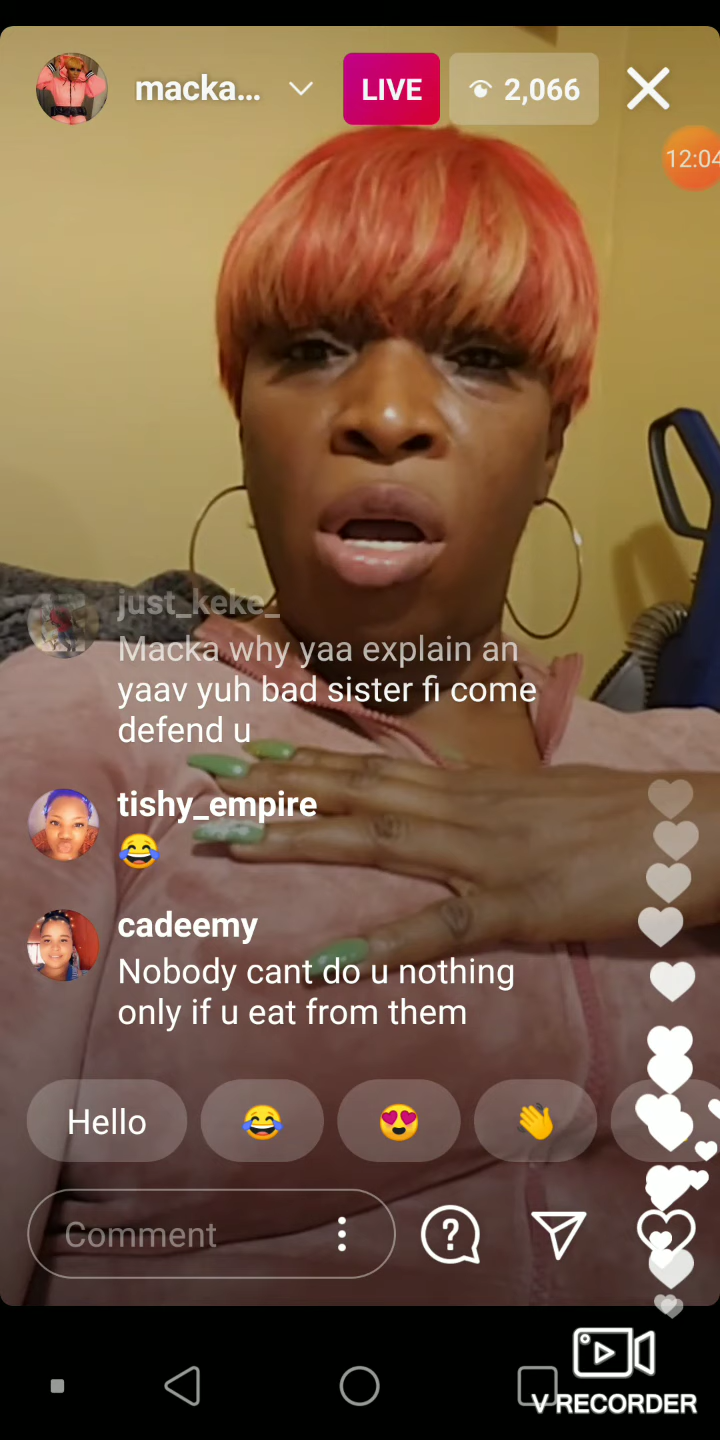 macka...
LIVE
2,066
12:04
just_keke_
Macka why yaa explain an
yaav yuh bad sister fi come
defend u
tishy_empire
😂
cadeemy
Nobody cant do u nothing
only if u eat from them
Hello
😂 😍 👋
Comment
V RECORDER